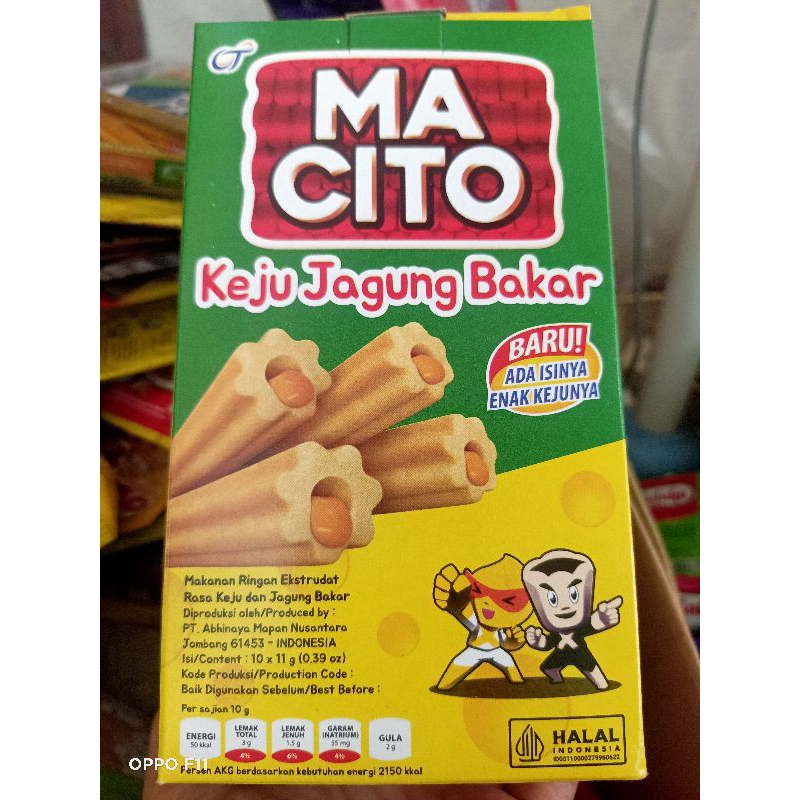 MA
CITO
Keju Jagung Bakar
BARU!
ADA ISINYA
ENAK KEJUNYA
Makanan Ringan Ekstrudat
Rasa Keju dan Jagung Bakar
Diproduksi oleh/Produced by :
PT. Abhinaya Mapan Nusantara
Jombang 61453 - INDONESIA
Isi/Content : 10 x 11 g (0,39 oz)
Kode Produksi/Production Code :
Baik Digunakan Sebelum/Best Before :
Per sajian 10 g
ENERGI
50 kkal
LEMAK
TOTAL
3 g
4%
LEMAK
JENUH
1.5 g
6%
GARAM
(NATRIUM)
55 mg
4%
GULA
2 g
Persen AKG berdasarkan kebutuhan energi 2150 kkal
HALAL
INDONESIA
ID00110000279960622
OPPO F11